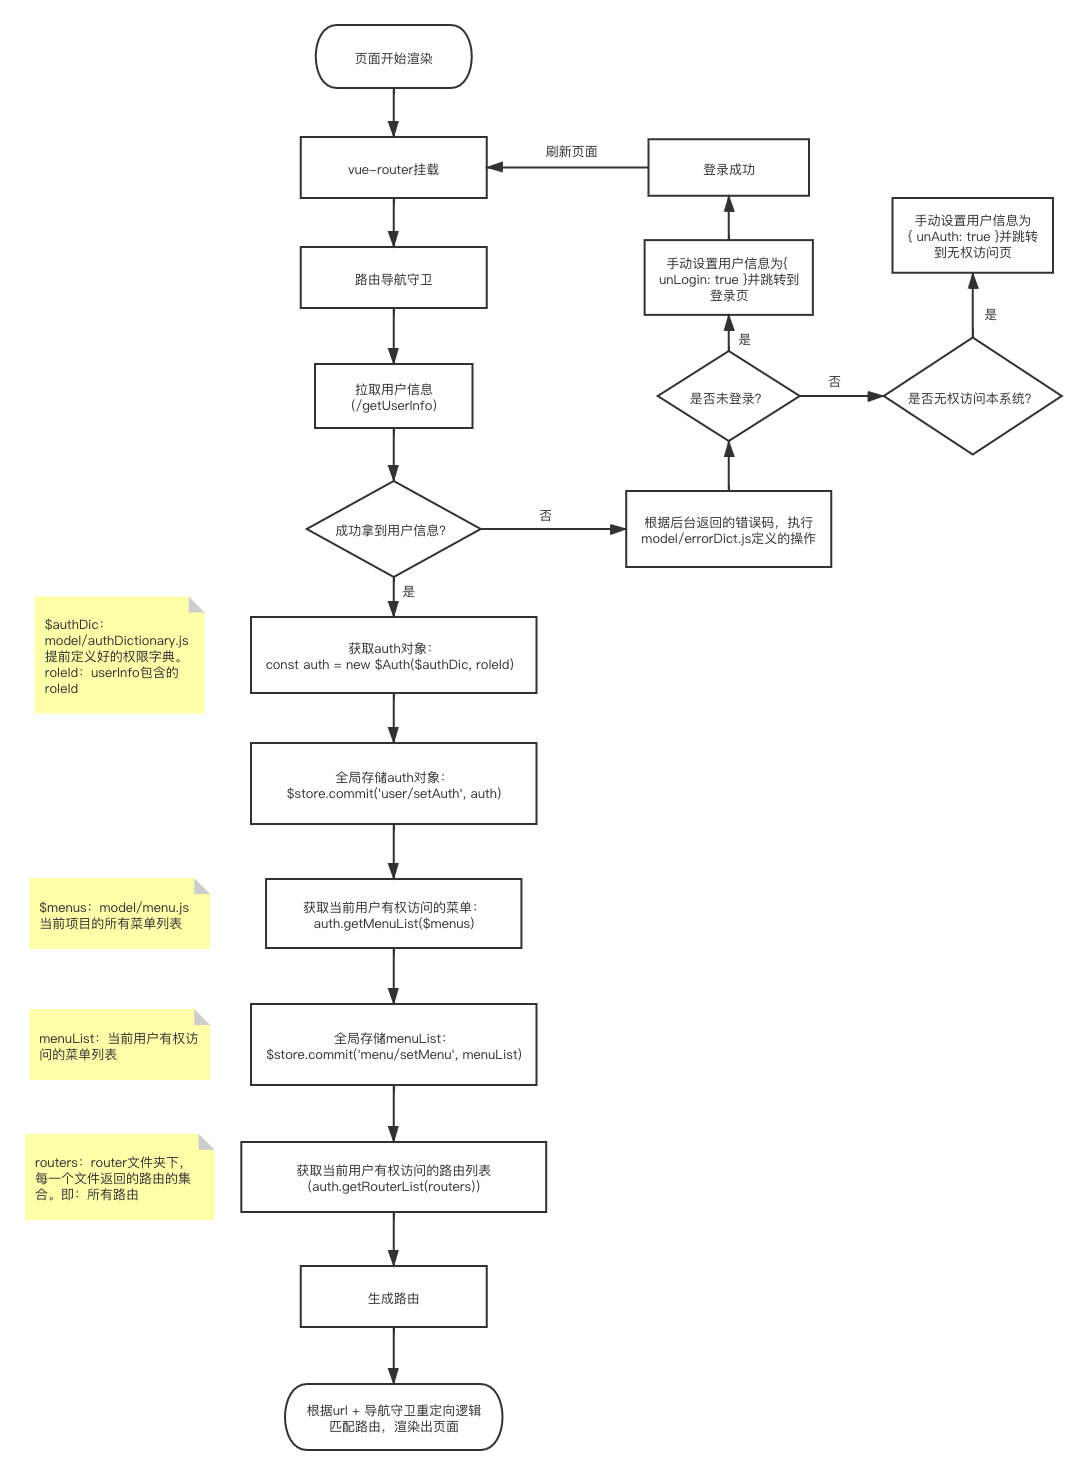 页面开始渲染
vue-router挂载
刷新页面
登录成功
路由导航守卫
手动设置用户信息为{
unLogin: true }并跳转到
登录页
手动设置用户信息为
{ unAuth: true }并跳转
到无权访问页
是
是
拉取用户信息
(/getUserInfo)
是否未登录？
否
是否无权访问本系统？
成功拿到用户信息？
否
根据后台返回的错误码，执行
model/errorDict.js定义的操作
是
$authDic：
model/authDictionary.js
提前定义好的权限字典。
roleId：userInfo包含的
roleId
获取auth对象：
const auth = new $Auth($authDic, roleId)
全局存储auth对象：
$store.commit('user/setAuth', auth)
$menus：model/menu.js
当前项目的所有菜单列表
获取当前用户有权访问的菜单：
auth.getMenuList($menus)
menuList：当前用户有权访
问的菜单列表
全局存储menuList：
$store.commit('menu/setMenu', menuList)
routers：router文件夹下，
每一个文件返回的路由的集
合。即：所有路由
获取当前用户有权访问的路由列表
(auth.getRouterList(routers))
生成路由
根据url + 导航守卫重定向逻辑
匹配路由，渲染出页面